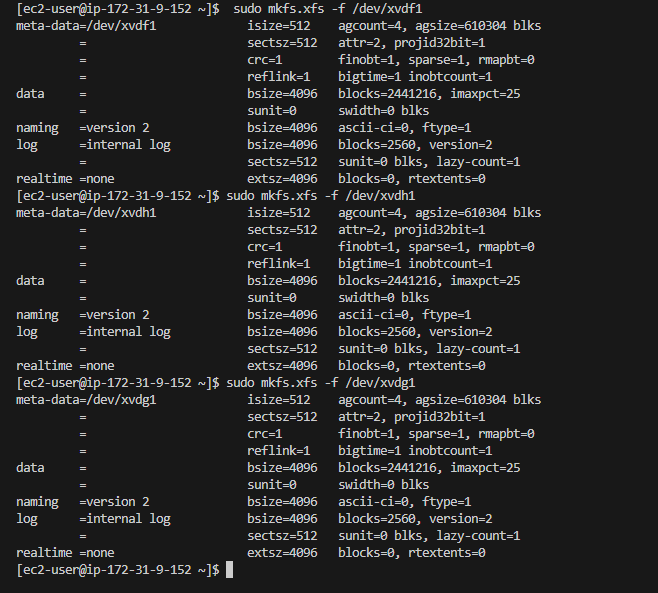 [ec2-user@ip-172-31-9-152 ~]$  sudo mkfs.xfs -f /dev/xvdf1
meta-data=/dev/xvdf1             isize=512    agcount=4, agsize=610304 blks
         =                       sectsz=512   attr=2, projid32bit=1
         =                       crc=1        finobt=1, sparse=1, rmapbt=0
         =                       reflink=1    bigtime=1 inobtcount=1
data     =                       bsize=4096   blocks=2441216, imaxpct=25
         =                       sunit=0      swidth=0 blks
naming   =version 2              bsize=4096   ascii-ci=0, ftype=1
log      =internal log           bsize=4096   blocks=2560, version=2
         =                       sectsz=512   sunit=0 blks, lazy-count=1
realtime =none                   extsz=4096   blocks=0, rtextents=0
[ec2-user@ip-172-31-9-152 ~]$ sudo mkfs.xfs -f /dev/xvdh1
meta-data=/dev/xvdh1             isize=512    agcount=4, agsize=610304 blks
         =                       sectsz=512   attr=2, projid32bit=1
         =                       crc=1        finobt=1, sparse=1, rmapbt=0
         =                       reflink=1    bigtime=1 inobtcount=1
data     =                       bsize=4096   blocks=2441216, imaxpct=25
         =                       sunit=0      swidth=0 blks
naming   =version 2              bsize=4096   ascii-ci=0, ftype=1
log      =internal log           bsize=4096   blocks=2560, version=2
         =                       sectsz=512   sunit=0 blks, lazy-count=1
realtime =none                   extsz=4096   blocks=0, rtextents=0
[ec2-user@ip-172-31-9-152 ~]$ sudo mkfs.xfs -f /dev/xvdg1
meta-data=/dev/xvdg1             isize=512    agcount=4, agsize=610304 blks
         =                       sectsz=512   attr=2, projid32bit=1
         =                       crc=1        finobt=1, sparse=1, rmapbt=0
         =                       reflink=1    bigtime=1 inobtcount=1
data     =                       bsize=4096   blocks=2441216, imaxpct=25
         =                       sunit=0      swidth=0 blks
naming   =version 2              bsize=4096   ascii-ci=0, ftype=1
log      =internal log           bsize=4096   blocks=2560, version=2
         =                       sectsz=512   sunit=0 blks, lazy-count=1
realtime =none                   extsz=4096   blocks=0, rtextents=0
[ec2-user@ip-172-31-9-152 ~]$